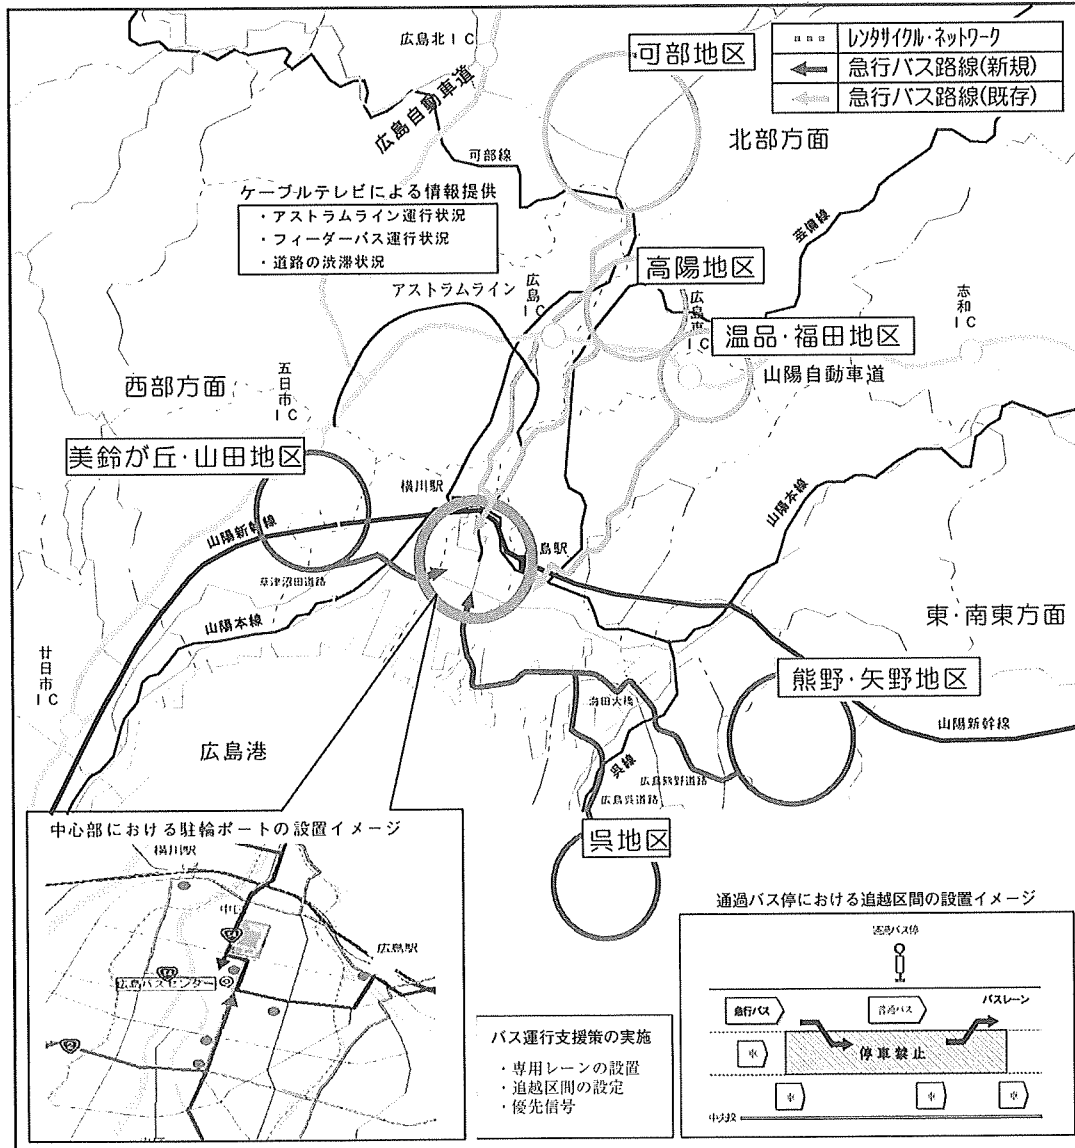 レンタサイクル・ネットワーク
急行バス路線(新規)
急行バス路線(既存)
広島北IC
可部地区
広島自動車道
北部方面
可部線
ケーブルテレビによる情報提供
・アストラムライン運行状況
・フィーダーバス運行状況
・道路の渋滞状況
芸備線
高陽地区
アストラムライン
広島IC
広島東IC
志和IC
温品・福田地区
山陽自動車道
西部方面
五日市IC
美鈴が丘・山田地区
横川駅
山陽本線
山陽新幹線
島駅
草津沼田道路
山陽本線
東・南東方面
廿日市IC
熊野・矢野地区
海田大橋
山陽新幹線
広島港
呉線
広島熊野道路
広島呉道路
呉地区
中心部における駐輪ポートの設置イメージ
横川駅
広島駅
広島バスセンター
バス運行支援策の実施
・専用レーンの設置
・追越区間の設定
・優先信号
通過バス停における追越区間の設置イメージ
通過バス停
急行バス
普通バス
バスレーン
車
停車禁止
車
車
車
中央線